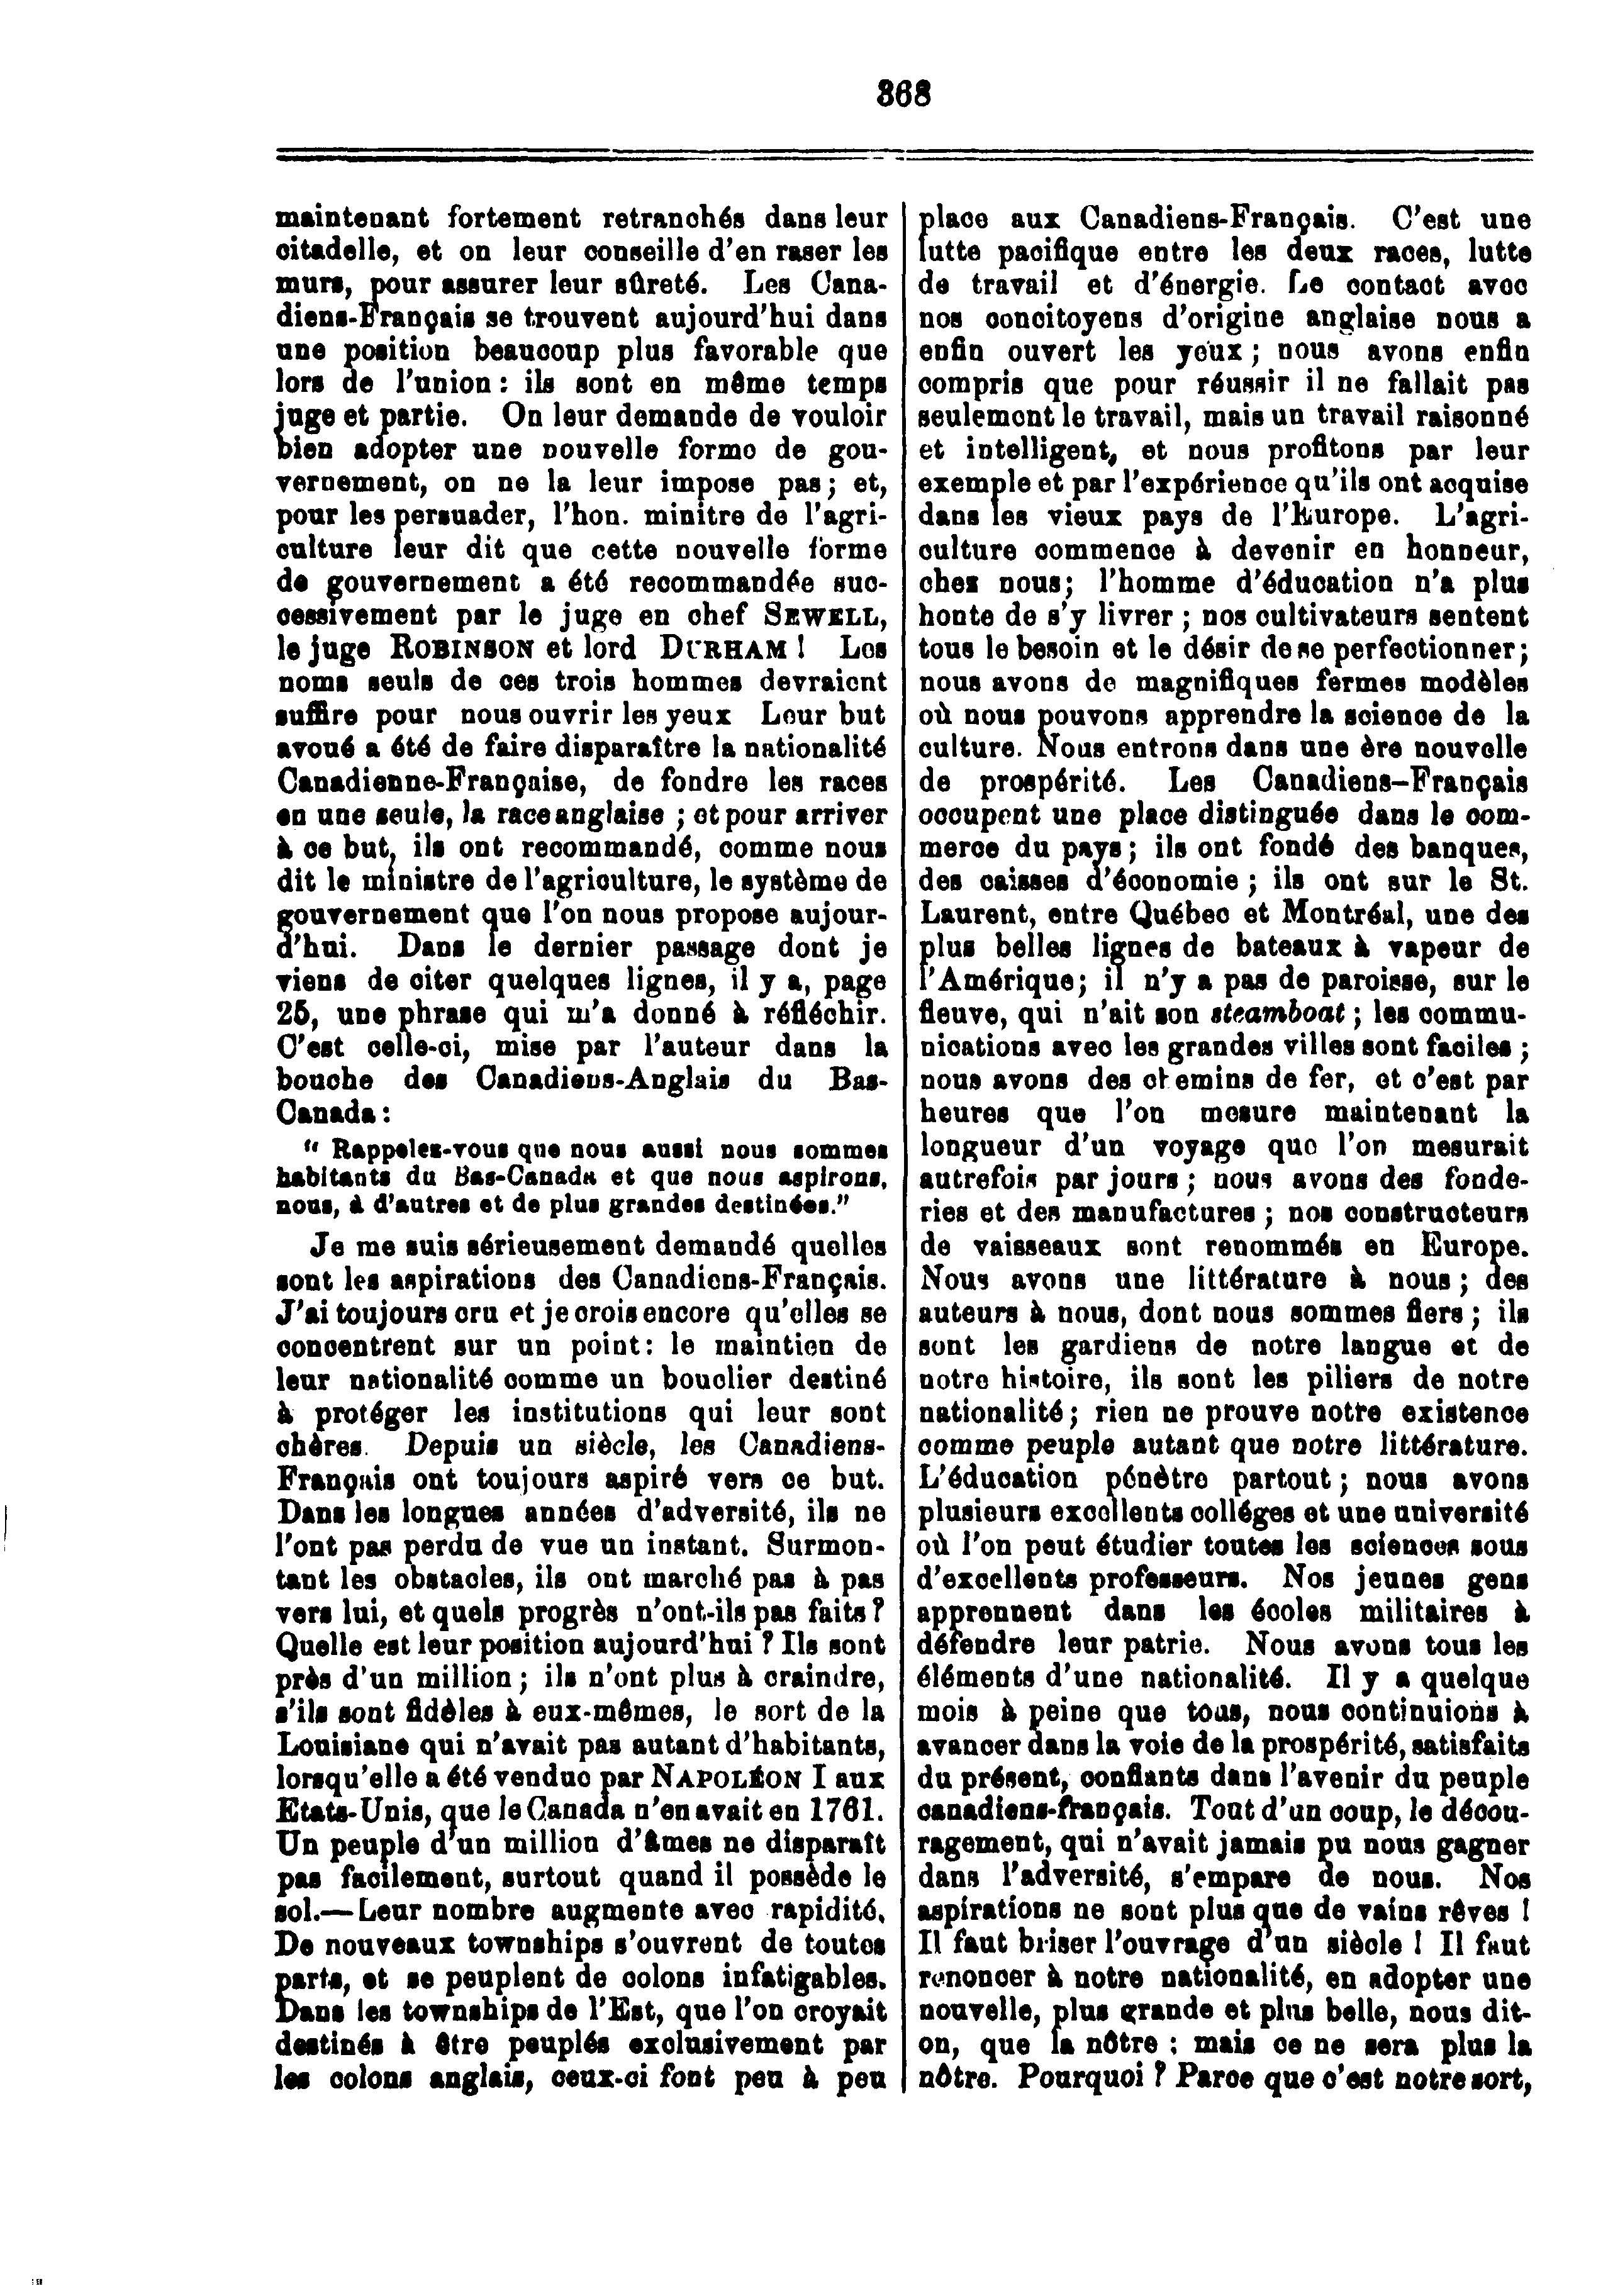 368
maintenant fortement retranchés dans leur
citadelle, et on leur conseille d'en raser les
murs, pour assurer leur sûreté. Les Cana-
diens-Français se trouvent aujourd'hui dans
une position beaucoup plus favorable que
lors de l'union : ils sont en même temps
juge et partie. On leur demande de vouloir
bien adopter une nouvelle forme de gou-
vernement, on ne la leur impose pas ; et,
pour les persuader, l'hon. minitre de l'agri-
culture leur dit que cette nouvelle forme
de gouvernement a été recommandée suc-
cessivement par le juge en chef SEWELL,
le juge ROBINSON et lord DURHAM ! Les
noms seuls de ces trois hommes devraient
suffire pour nous ouvrir les yeux Leur but
avoué a été de faire disparaître la nationalité
Canadienne-Française, de fondre les races
en une seule, la race anglaise ; et pour arriver
à ce but, ils ont recommandé, comme nous
dit le ministre de l'agriculture, le système de
gouvernement que l'on nous propose aujour-
d'hui. Dans le dernier passage dont je
viens de citer quelques lignes, il y a, page
25, une phrase qui m'a donné à réfléchir.
C'est celle-ci, mise par l'auteur dans la
bouche des Canadiens-Anglais du Bas-
Canada :
“ Rappelez-vous que nous aussi nous sommes
habitants du Bas-Canada et que nous aspirons,
nous, à d'autres et de plus grandes destinées.”
Je me suis sérieusement demandé quelles
sont les aspirations des Canadiens-Français.
J'ai toujours cru et je crois encore qu'elles se
concentrent sur un point : le maintien de
leur nationalité comme un bouclier destiné
à protéger les institutions qui leur sont
chères. Depuis un siècle, les Canadiens-
Français ont toujours aspiré vers ce but.
Dans les longues années d'adversité, ils ne
l'ont pas perdu de vue un instant. Surmon-
tant les obstacles, ils ont marché pas à pas
vers lui, et quels progrès n'ont-ils pas faits ?
Quelle est leur position aujourd'hui ? Ils sont
près d'un million ; ils n'ont plus à craindre,
s'ils sont fidèles à eux-mêmes, le sort de la
Louisiane qui n'avait pas autant d'habitants,
lorsqu'elle a été vendue par NAPOLÉON I aux
Etats-Unis, que le Canada n'en avait en 1761.
Un peuple d'un million d'âmes ne disparaît
pas facilement, surtout quand il possède le
sol.—Leur nombre augmente avec rapidité.
De nouveaux townships s'ouvrent de toutes
parts, et se peuplent de colons infatigables.
Dans les townships de l'Est, que l'on croyait
destinés à être peuplés exclusivement par
les colons anglais, ceux-ci font peu à peu
place aux Canadiens-Français. C'est une
lutte pacifique entre les deux races, lutte
de travail et d'énergie. Le contact avec
nos concitoyens d'origine anglaise nous a
enfin ouvert les yeux ; nous avons enfin
compris que pour réussir il ne fallait pas
seulement le travail, mais un travail raisonné
et intelligent, et nous profitons par leur
exemple et par l'expérience qu'ils ont acquise
dans les vieux pays de l'Europe. L'agri-
culture commence à devenir en honneur,
chez nous ; l'homme d'éducation n'a plus
honte de s'y livrer ; nos cultivateurs sentent
tous le besoin et le désir de se perfectionner ;
nous avons de magnifiques fermes modèles
où nous pouvons apprendre la science de la
culture. Nous entrons dans une ère nouvelle
de prospérité. Les Canadiens-Français
occupent une place distinguée dans le com-
merce du pays ; ils ont fondé des banques,
des caisses d'économie ; ils ont sur le St.
Laurent, entre Québec et Montréal, une des
plus belles lignes de bateaux à vapeur de
l'Amérique ; il n'y a pas de paroisse, sur le
fleuve, qui n'ait son steamboat ; les commu-
nications avec les grandes villes sont faciles ;
nous avons des chemins de fer, et c'est par
heures que l'on mesure maintenant la
longueur d'un voyage que l'on mesurait
autrefois par jours ; nous avons des fonde-
ries et des manufactures ; nos constructeurs
de vaisseaux sont renommés en Europe.
Nous avons une littérature à nous ; des
auteurs à nous, dont nous sommes fiers ; ils
sont les gardiens de notre langue et de
notre histoire, ils sont les piliers de notre
nationalité ; rien ne prouve notre existence
comme peuple autant que notre littérature.
L'éducation pénètre partout ; nous avons
plusieurs excellents colléges et une université
où l'on peut étudier toutes les sciences sous
d'excellents professeurs. Nos jeunes gens
apprennent dans les écoles militaires à
défendre leur patrie. Nous avons tous les
éléments d'une nationalité. Il y a quelque
mois à peine que tous, nous continuions à
avancer dans la voie de la prospérité, satisfaits
du présent, confiants dans l'avenir du peuple
canadiens-français. Tout d'un coup, le décou-
ragement, qui n'avait jamais pu nous gagner
dans l'adversité, s'empare de nous. Nos
aspirations ne sont plus que de vains rêves !
Il faut briser l'ouvrage d'un siècle ! Il faut
renoncer à notre nationalité, en adopter une
nouvelle, plus grande et plus belle, nous dit-
on, que la nôtre ; mais ce ne sera plus la
nôtre. Pourquoi ? Parce que c'est notre sort,